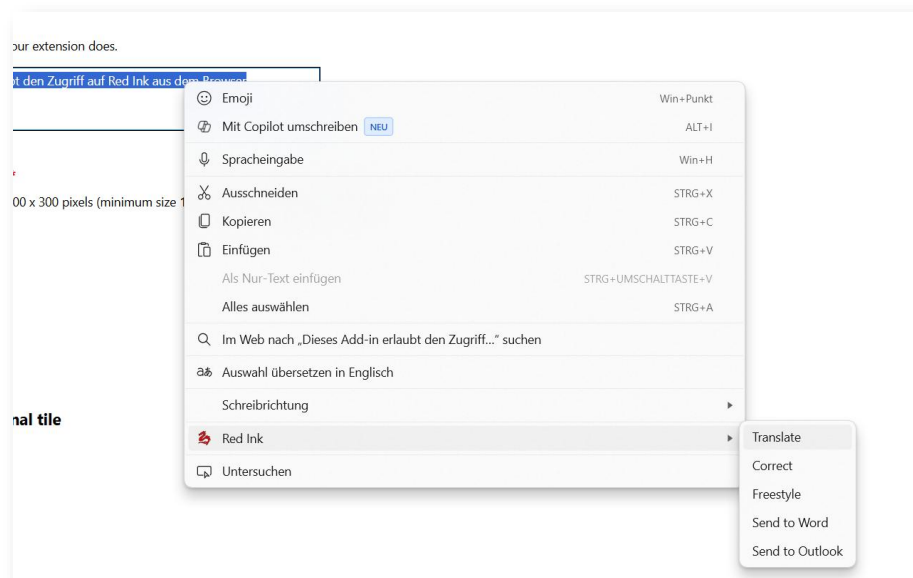 our extension does.
bt den Zugriff auf Red Ink aus dem Browser
*
00 x 300 pixels (minimum size 1
nal tile
Emoji Win+Punkt
Mit Copilot umschreiben NEU ALT+I
Spracheingabe Win+H
Ausschneiden STRG+X
Kopieren STRG+C
Einfügen STRG+V
Als Nur-Text einfügen STRG+UMSCHALTTASTE+V
Alles auswählen STRG+A
Im Web nach „Dieses Add-in erlaubt den Zugriff...“ suchen
Auswahl übersetzen in Englisch
Schreibrichtung
Red Ink
Untersuchen
Translate
Correct
Freestyle
Send to Word
Send to Outlook